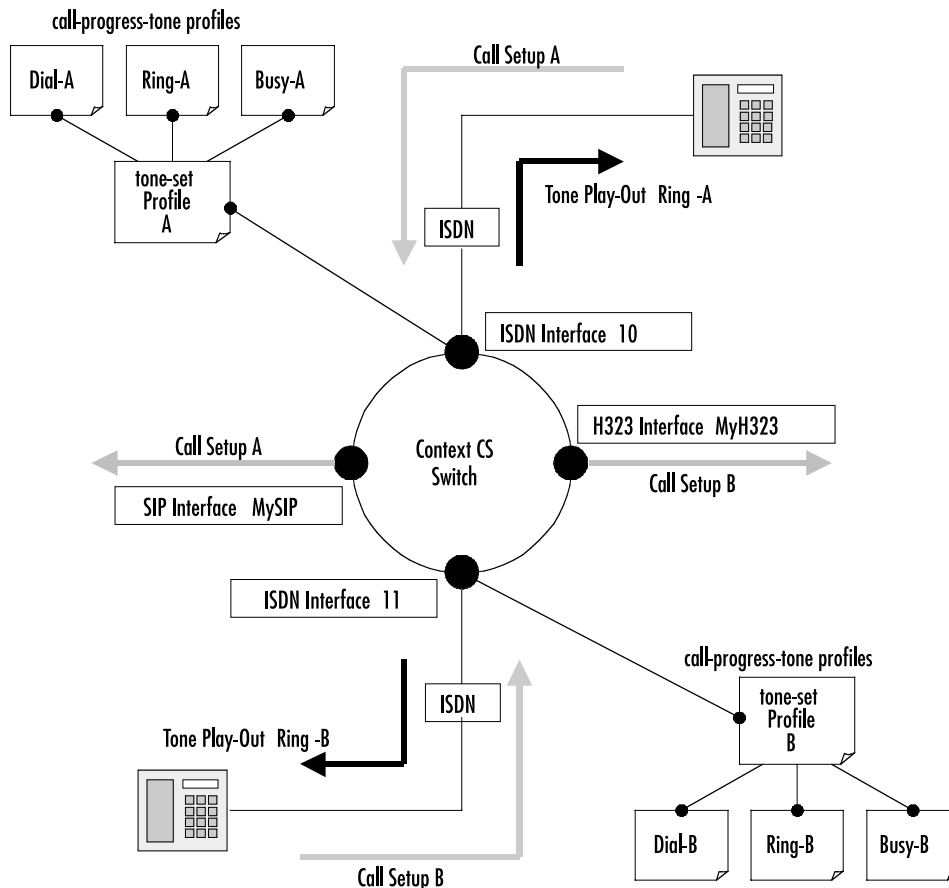 call-progress-tone profiles
Dial-A
Ring-A
Busy-A
tone-set
Profile
A
Call Setup A
Tone Play-Out Ring -A
ISDN
ISDN Interface 10
H323 Interface MyH323
Call Setup A
Context CS
Switch
Call Setup B
SIP Interface MySIP
ISDN Interface 11
call-progress-tone profiles
ISDN
tone-set
Profile
B
Tone Play-Out Ring -B
Dial-B
Ring-B
Busy-B
Call Setup B